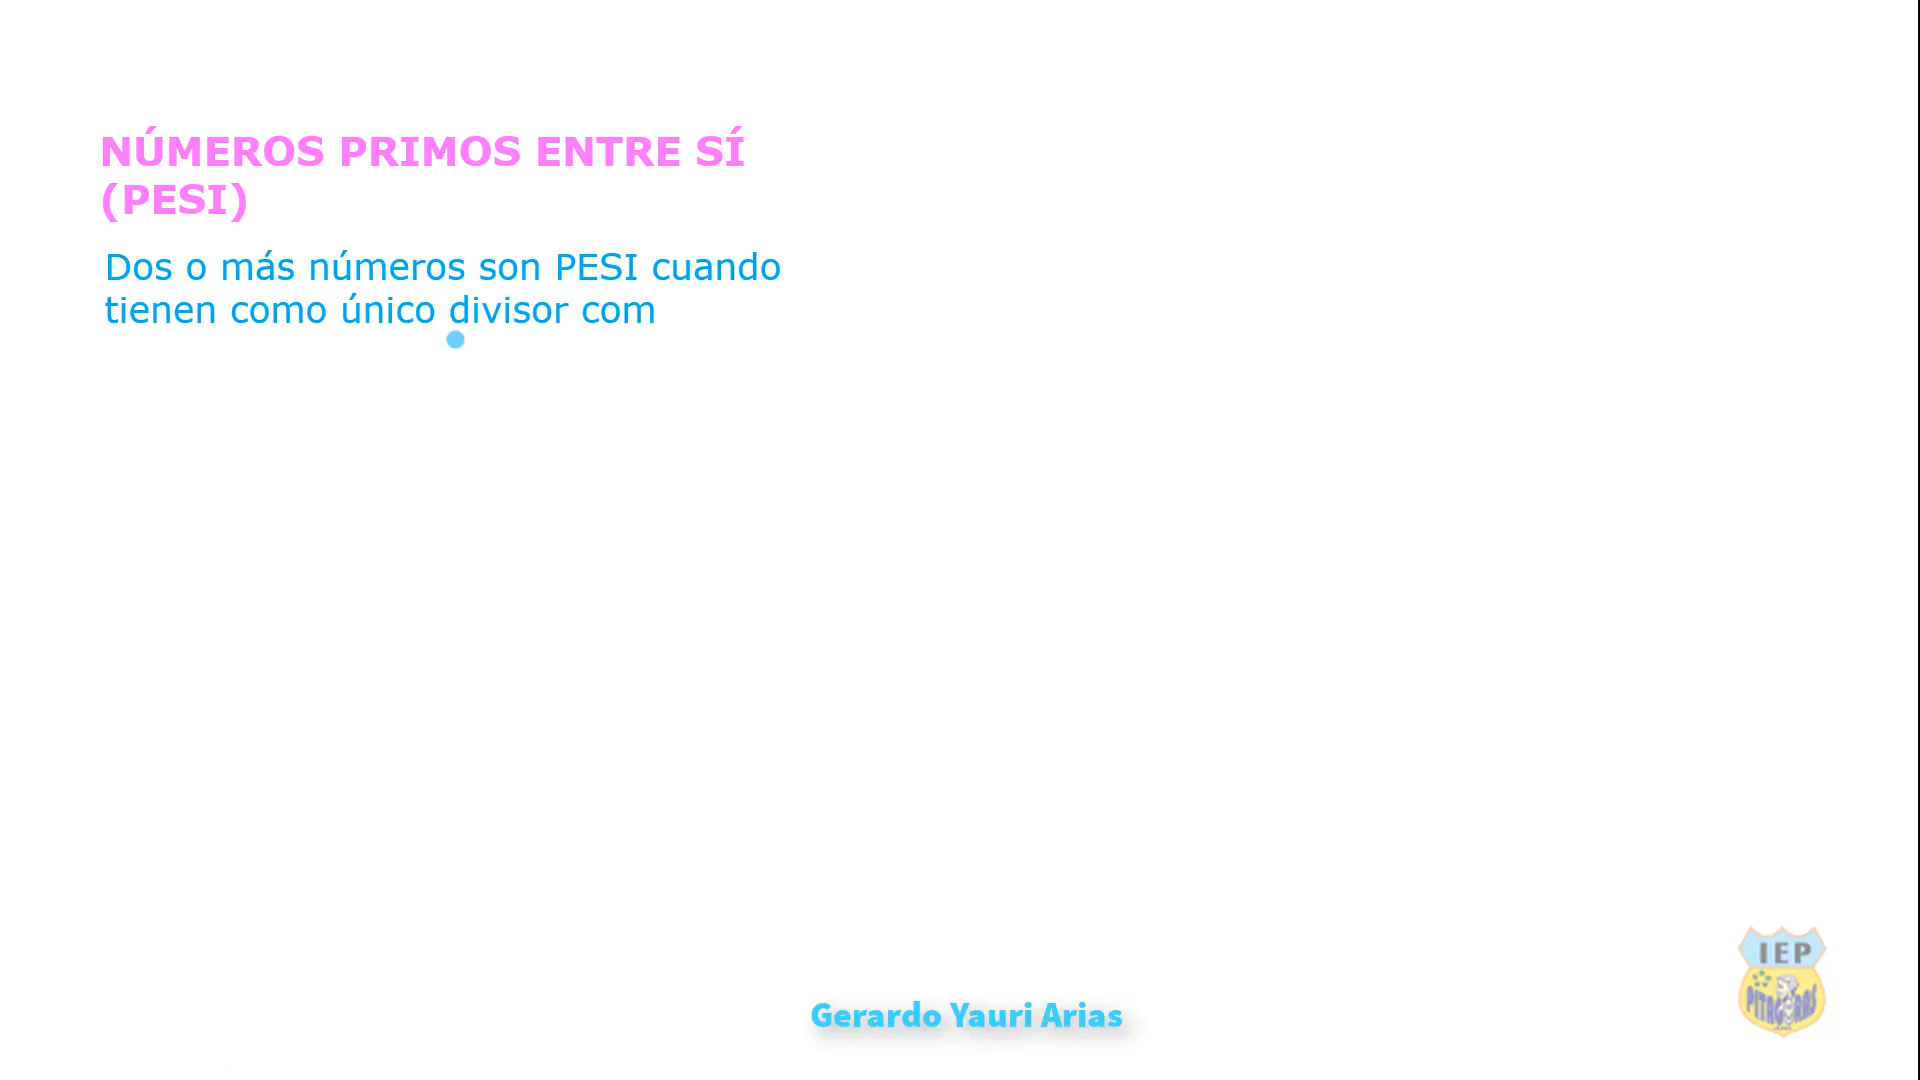 NÚMEROS PRIMOS ENTRE SÍ
(PESI)
Dos o más números son PESI cuando
tienen como único divisor com
Gerardo Yauri Arias
IEP
PITAGORAS